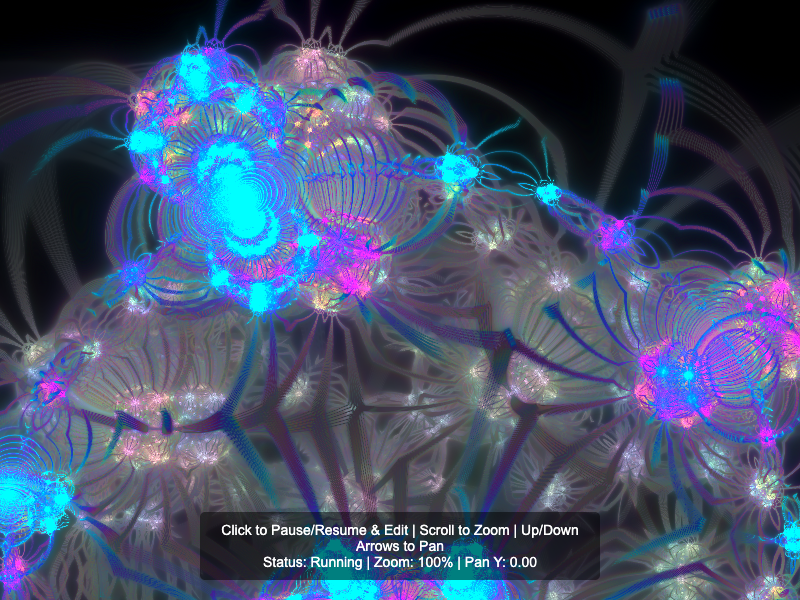 Click to Pause/Resume & Edit | Scroll to Zoom | Up/Down
Arrows to Pan
Status: Running | Zoom: 100% | Pan Y: 0.00